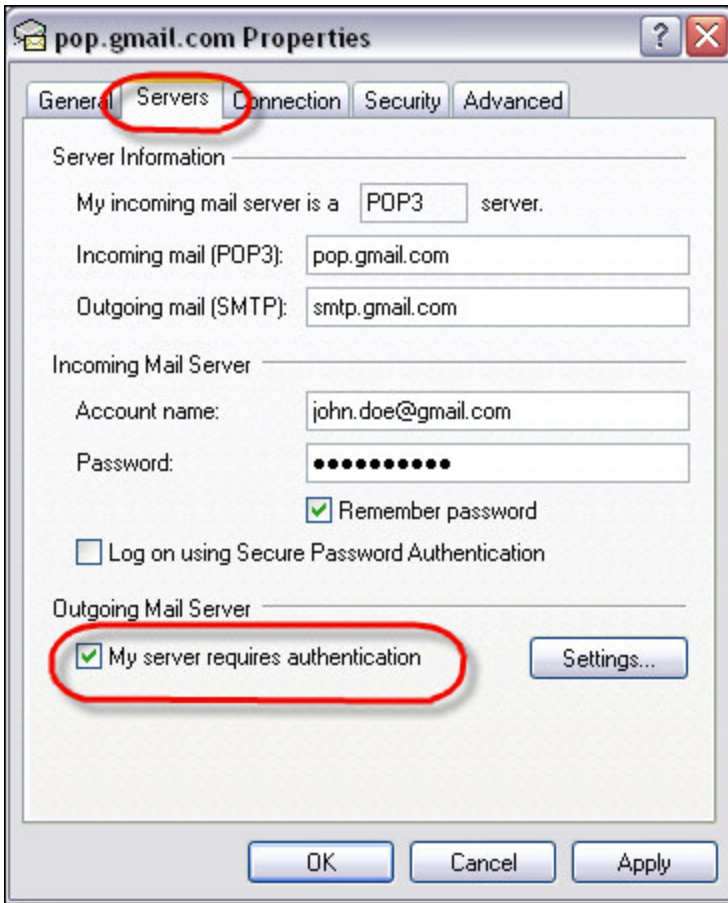 pop.gmail.com Properties
General Servers Connection Security Advanced
Server Information
My incoming mail server is a POP3 server.
Incoming mail (POP3): pop.gmail.com
Outgoing mail (SMTP): smtp.gmail.com
Incoming Mail Server
Account name: john.doe@gmail.com
Password: ●●●●●●●●●●
Remember password
Log on using Secure Password Authentication
Outgoing Mail Server
My server requires authentication Settings...
OK Cancel Apply